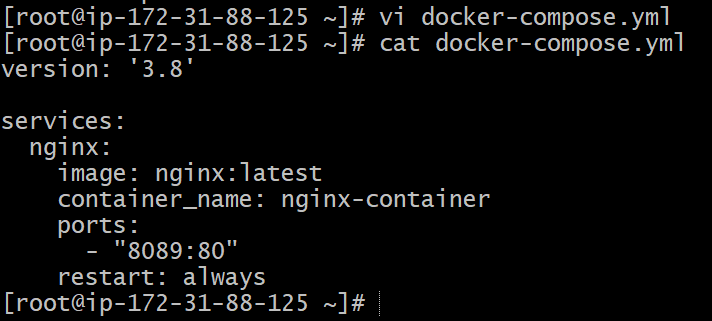 [root@ip-172-31-88-125 ~]# vi docker-compose.yml
[root@ip-172-31-88-125 ~]# cat docker-compose.yml
version: '3.8'

services:
  nginx:
    image: nginx:latest
    container_name: nginx-container
    ports:
      - "8089:80"
    restart: always
[root@ip-172-31-88-125 ~]#